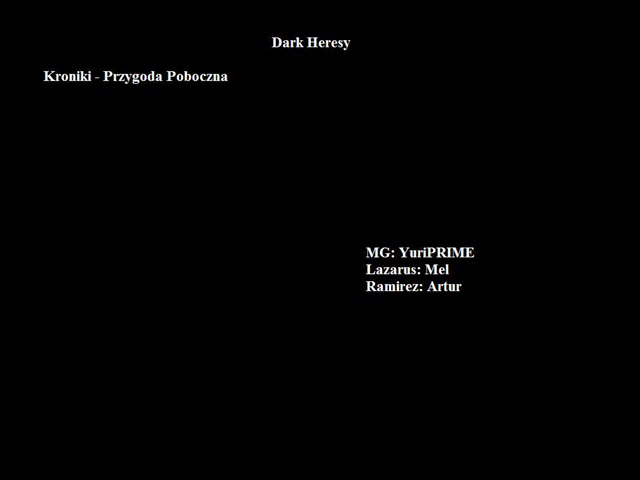 Dark Heresy
Kroniki - Przygoda Poboczna
MG: YuriPRIME
Lazarus: Mel
Ramirez: Artur